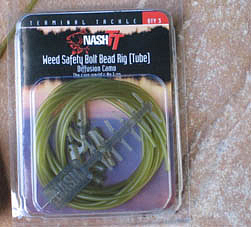 TERMINAL TACKLE QTY 3
NASH TT
Weed Safety Bolt Bead Rig (Tube)
Diffusion Camo